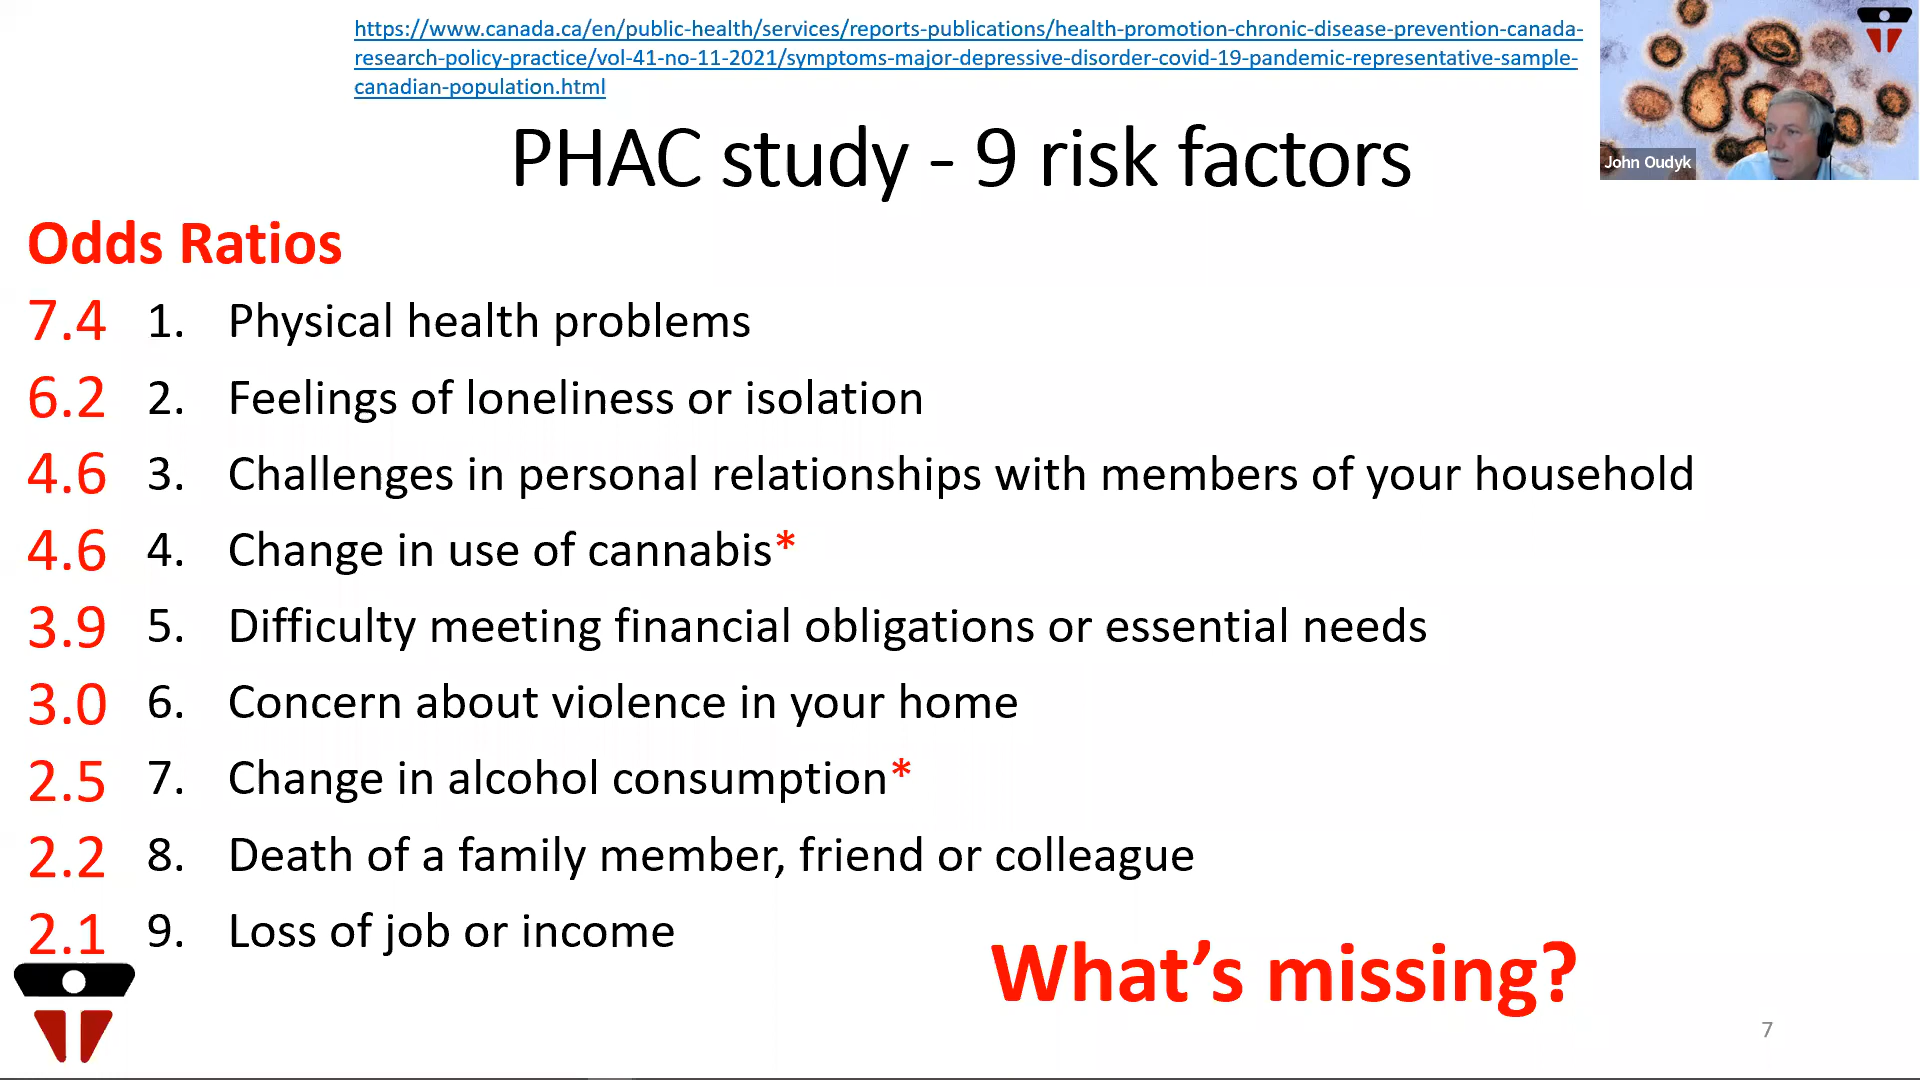 https://www.canada.ca/en/public-health/services/reports-publications/health-promotion-chronic-disease-prevention-canada-
research-policy-practice/vol-41-no-11-2021/symptoms-major-depressive-disorder-covid-19-pandemic-representative-sample-
canadian-population.html
John Oudyk
PHAC study - 9 risk factors
Odds Ratios
7.4 1. Physical health problems
6.2 2. Feelings of loneliness or isolation
4.6 3. Challenges in personal relationships with members of your household
4.6 4. Change in use of cannabis*
3.9 5. Difficulty meeting financial obligations or essential needs
3.0 6. Concern about violence in your home
2.5 7. Change in alcohol consumption*
2.2 8. Death of a family member, friend or colleague
2.1 9. Loss of job or income
What's missing?
7